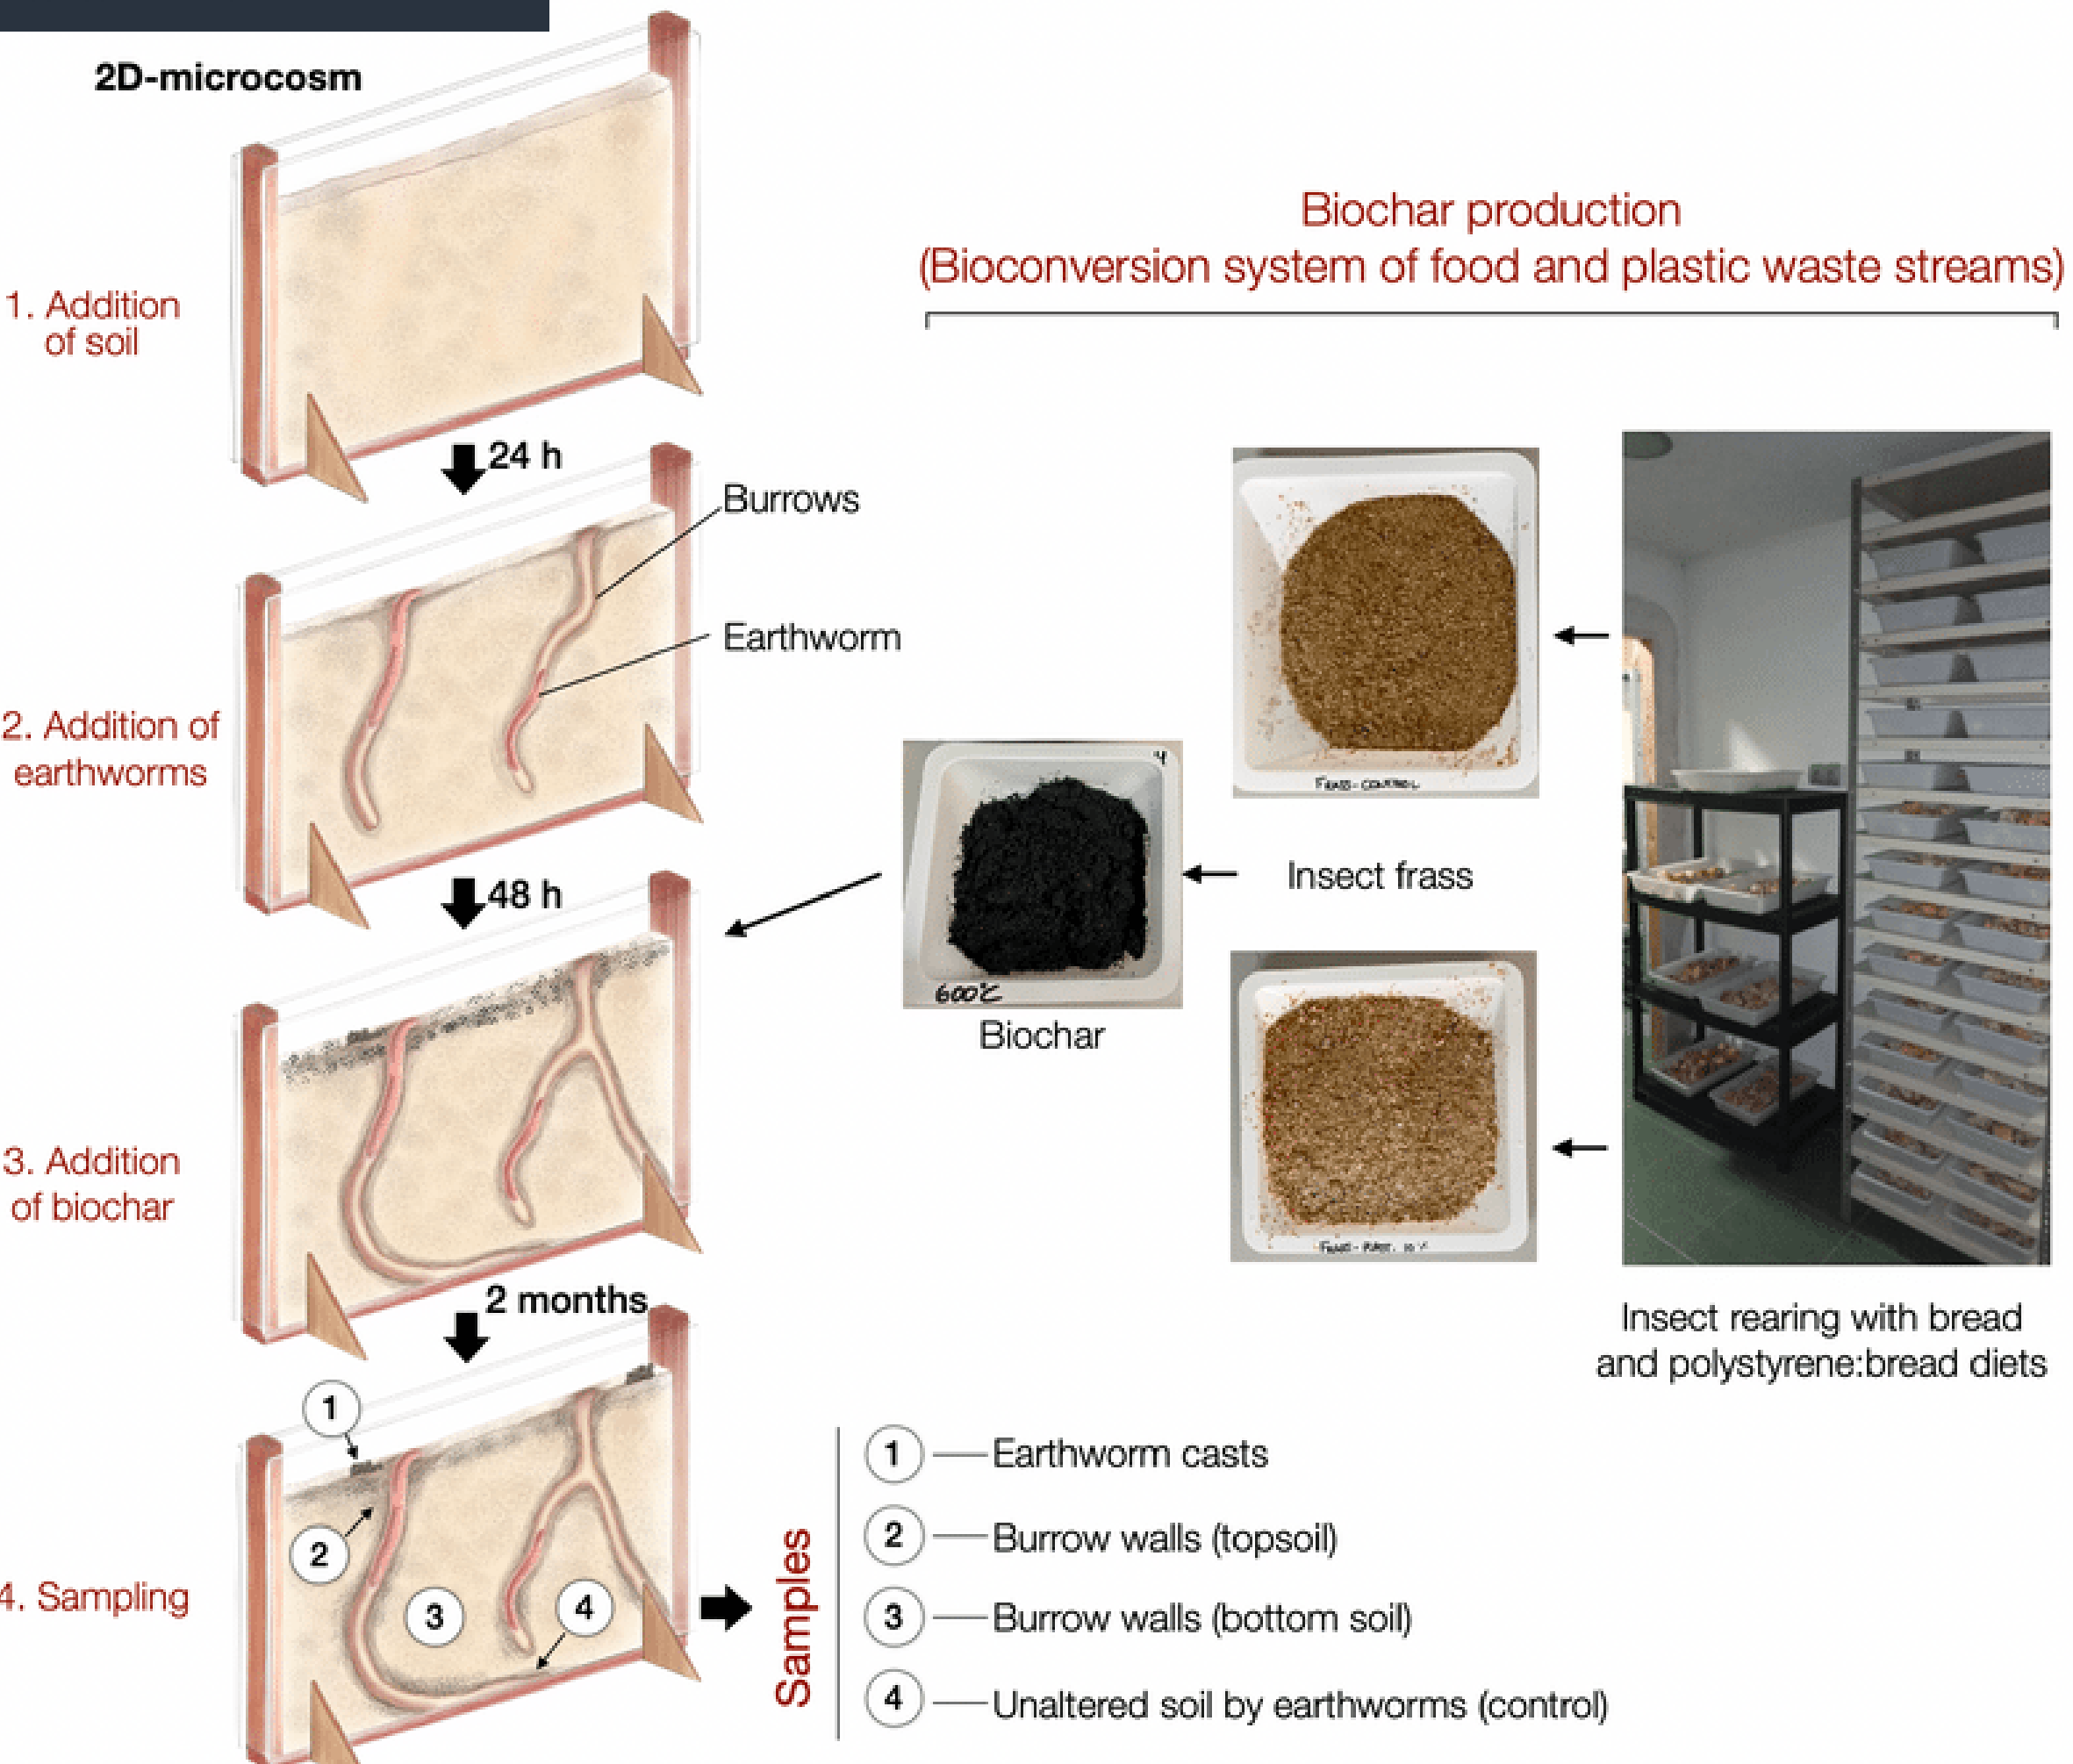 2D-microcosm
1. Addition
of soil
24 h
Burrows
Earthworm
2. Addition of
earthworms
48 h
3. Addition
of biochar
2 months
1
2
3
4
4. Sampling
Samples
1 Earthworm casts
2 Burrow walls (topsoil)
3 Burrow walls (bottom soil)
4 Unaltered soil by earthworms (control)
Biochar production
(Bioconversion system of food and plastic waste streams)
FRASS-CONTROL
Insect frass
4
600°C
Biochar
Insect rearing with bread
and polystyrene:bread diets